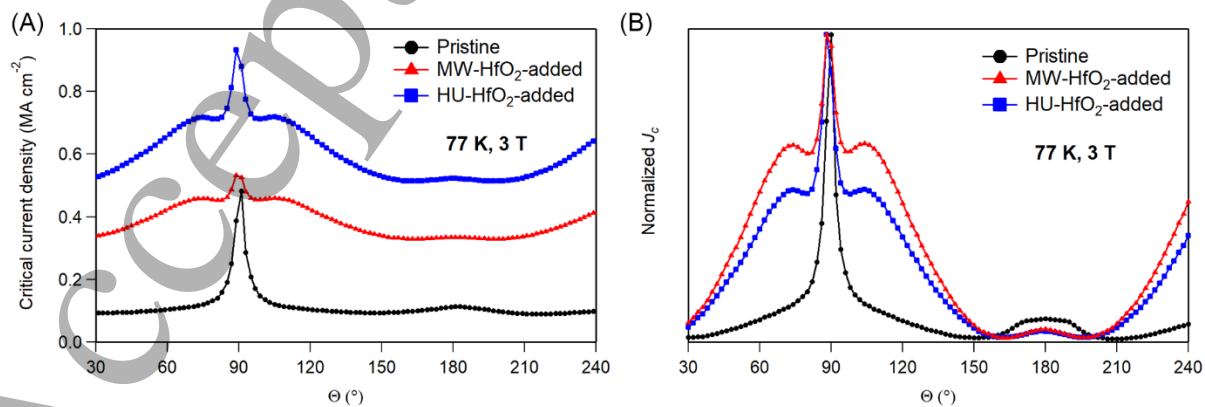 (A)
Critical current density (MA cm⁻²)
1.0
0.8
0.6
0.4
0.2
0.0
Pristine
MW-HfO₂-added
HU-HfO₂-added
77 K, 3 T
30 60 90 120 150 180 210 240
Θ (°)
(B)
Normalized Jc
Pristine
MW-HfO₂-added
HU-HfO₂-added
77 K, 3 T
30 60 90 120 150 180 210 240
Θ (°)
ccep